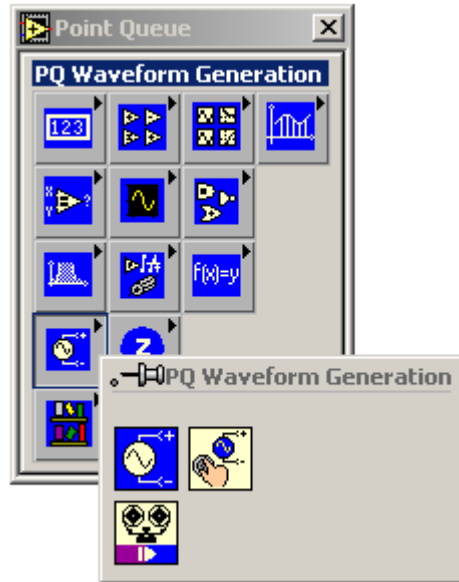 Point Queue
PQ Waveform Generation
123
X
Y
?
f(x)=y
Z
PQ Waveform Generation